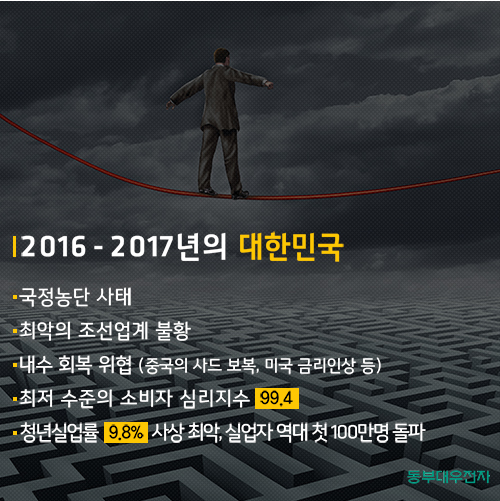 2016 - 2017년의 대한민국
국정농단 사태
최악의 조선업계 불황
내수 회복 위협 (중국의 사드 보복, 미국 금리인상 등)
최저 수준의 소비자 심리지수 99.4
청년실업률 9.8% 사상 최악, 실업자 역대 첫 100만명 돌파
동부대우전자